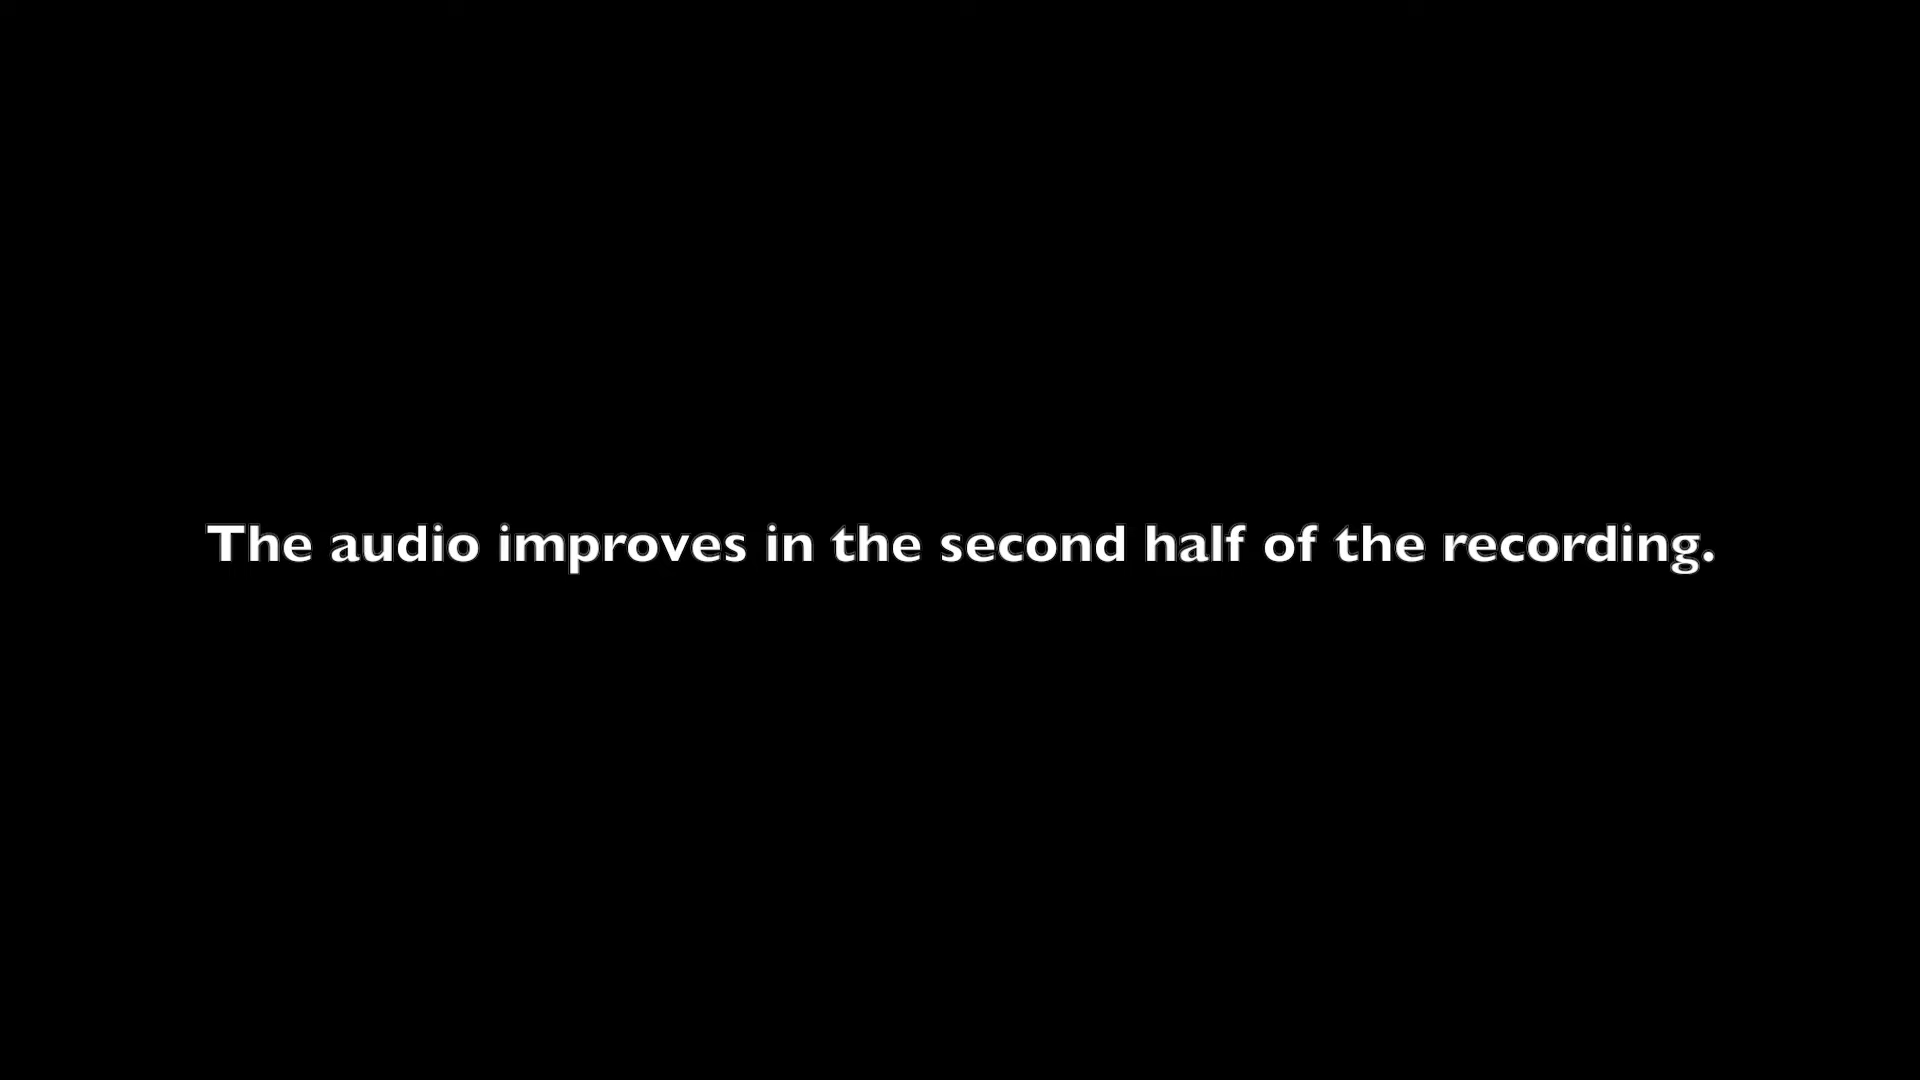 The audio improves in the second half of the recording.